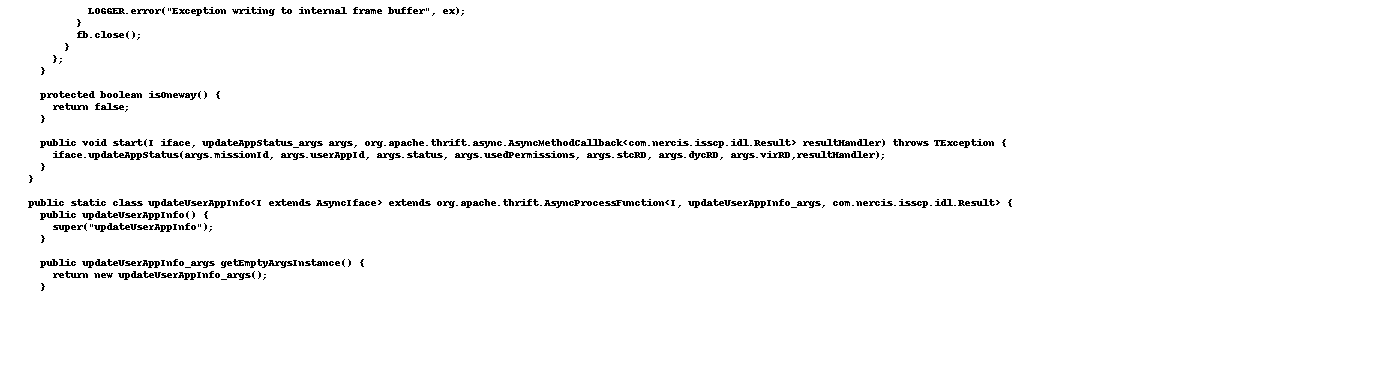 LOGGER.error("Exception writing to internal frame buffer", ex);
}
fb.close();
}
};
}
protected boolean isOneway() {
return false;
}
public void start(I iface, updateAppStatus_args args, org.apache.thrift.async.AsyncMethodCallback<com.nercis.isscp.idl.Result> resultHandler) throws TException {
iface.updateAppStatus(args.missionId, args.userAppId, args.status, args.usedPermissions, args.stcRD, args.dycRD, args.virRD,resultHandler);
}
}
public static class updateUserAppInfo<I extends AsyncIface> extends org.apache.thrift.AsyncProcessFunction<I, updateUserAppInfo_args, com.nercis.isscp.idl.Result> {
public updateUserAppInfo() {
super("updateUserAppInfo");
}
public updateUserAppInfo_args getEmptyArgsInstance() {
return new updateUserAppInfo_args();
}